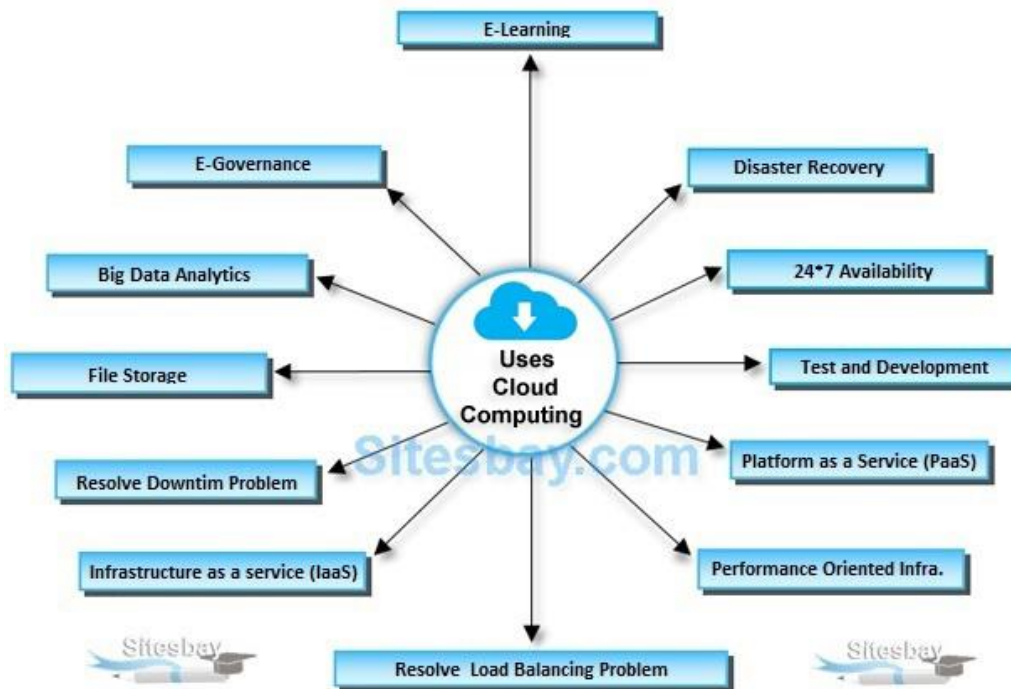 E-Learning
E-Governance
Disaster Recovery
Big Data Analytics
24*7 Availability
Uses
Cloud
Computing
File Storage
Test and Development
Sitesbay.com
Resolve Downtim Problem
Platform as a Service (PaaS)
Infrastructure as a service (IaaS)
Performance Oriented Infra.
Resolve Load Balancing Problem
Sitesbay
Sitesbay